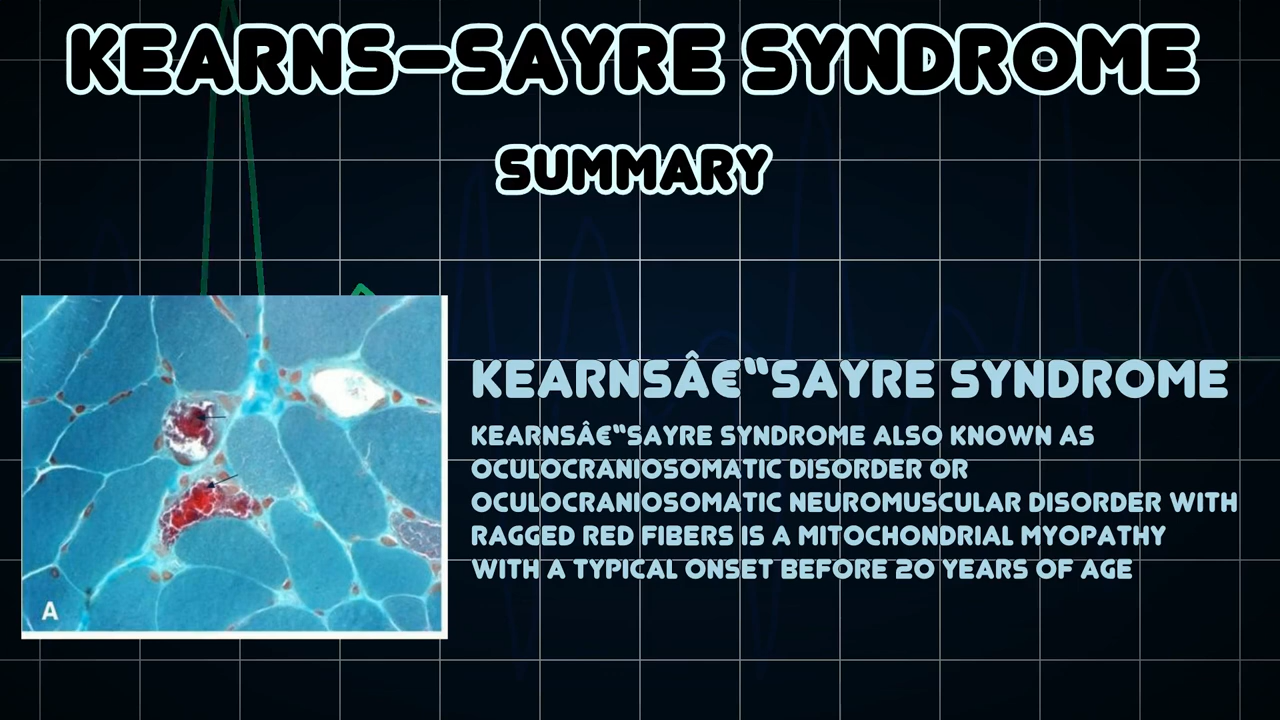 KEARNS–SAYRE SYNDROME
SUMMARY
KEARNSÂ€“SAYRE SYNDROME
KEARNSÂ€“SAYRE SYNDROME ALSO KNOWN AS
OCULOCRANIOSOMATIC DISORDER OR
OCULOCRANIOSOMATIC NEUROMUSCULAR DISORDER WITH
RAGGED RED FIBERS IS A MITOCHONDRIAL MYOPATHY
WITH A TYPICAL ONSET BEFORE 20 YEARS OF AGE
A